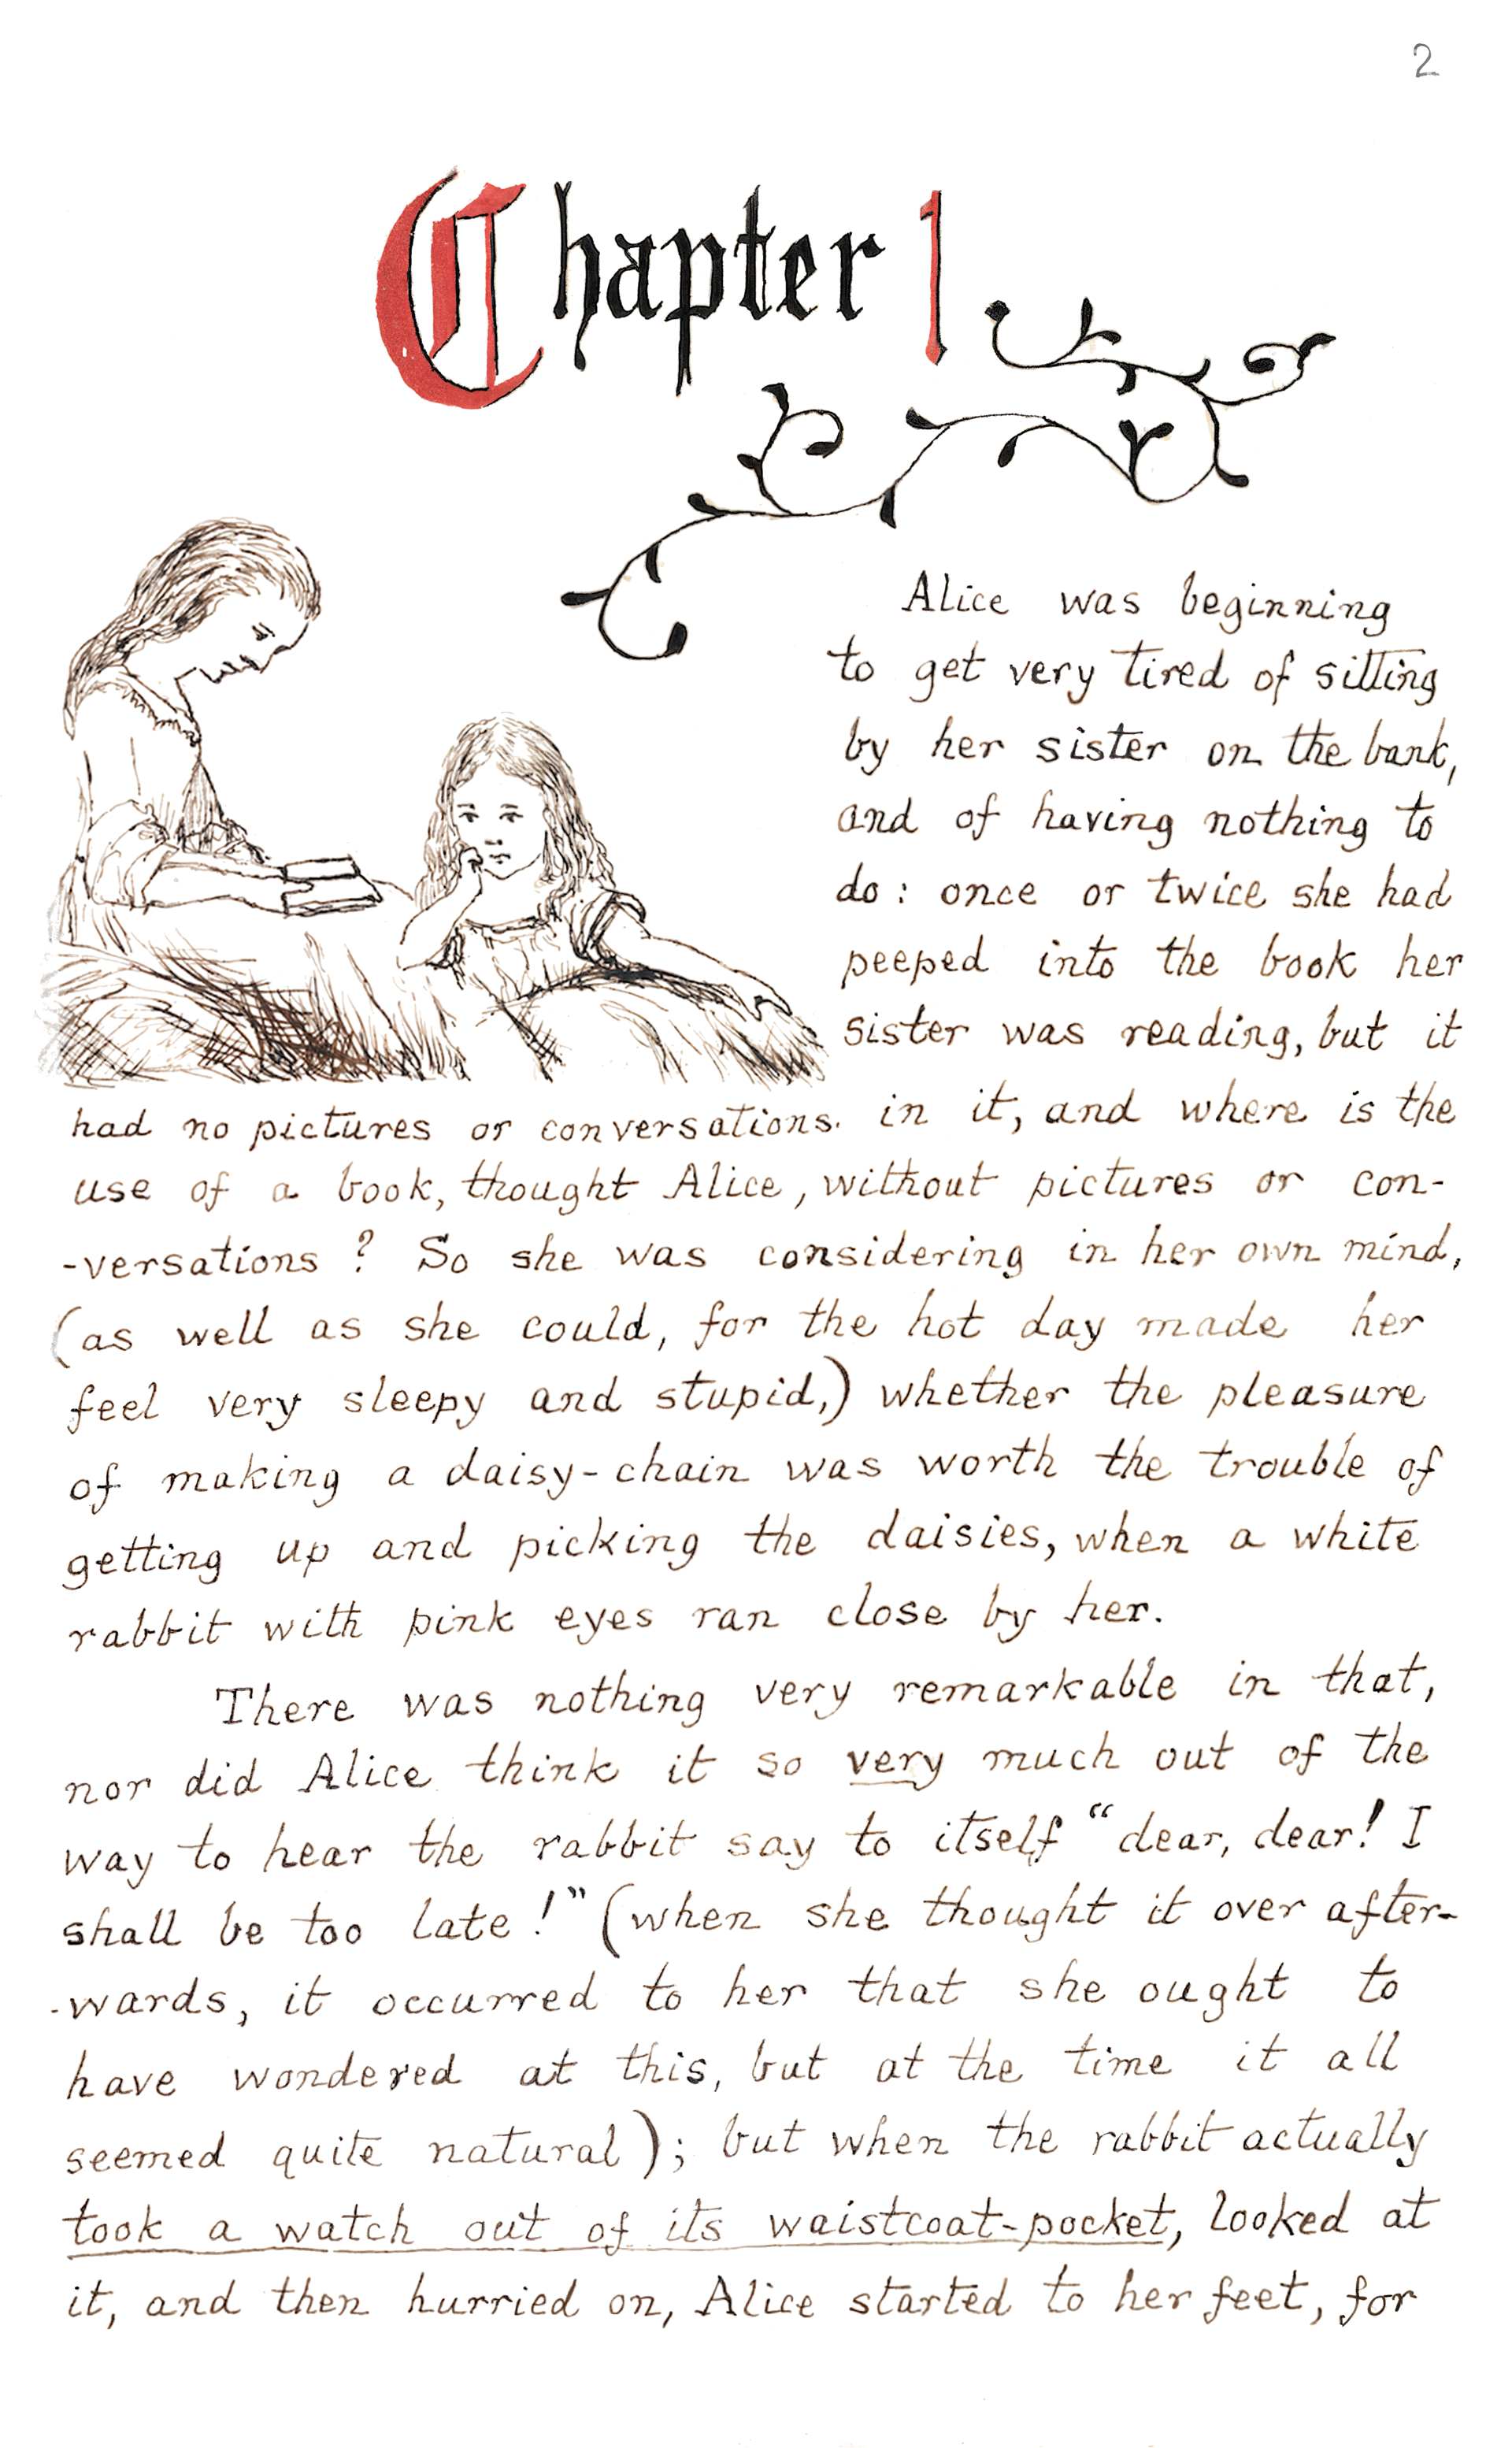 2
Chapter 1
Alice was beginning
to get very tired of sitting
by her sister on the bank,
and of having nothing to
do: once or twice she had
peeped into the book her
sister was reading, but it
had no pictures or conversations. in it, and where is the
use of a book, thought Alice, without pictures or con-
-versations ? So she was considering in her own mind,
(as well as she could, for the hot day made her
feel very sleepy and stupid,) whether the pleasure
of making a daisy-chain was worth the trouble of
getting up and picking the daisies, when a white
rabbit with pink eyes ran close by her.
There was nothing very remarkable in that,
nor did Alice think it so very much out of the
way to hear the rabbit say to itself "dear, dear! I
shall be too late!" (when she thought it over after-
-wards, it occurred to her that she ought to
have wondered at this, but at the time it all
seemed quite natural); but when the rabbit actually
took a watch out of its waistcoat-pocket, looked at
it, and then hurried on, Alice started to her feet, for